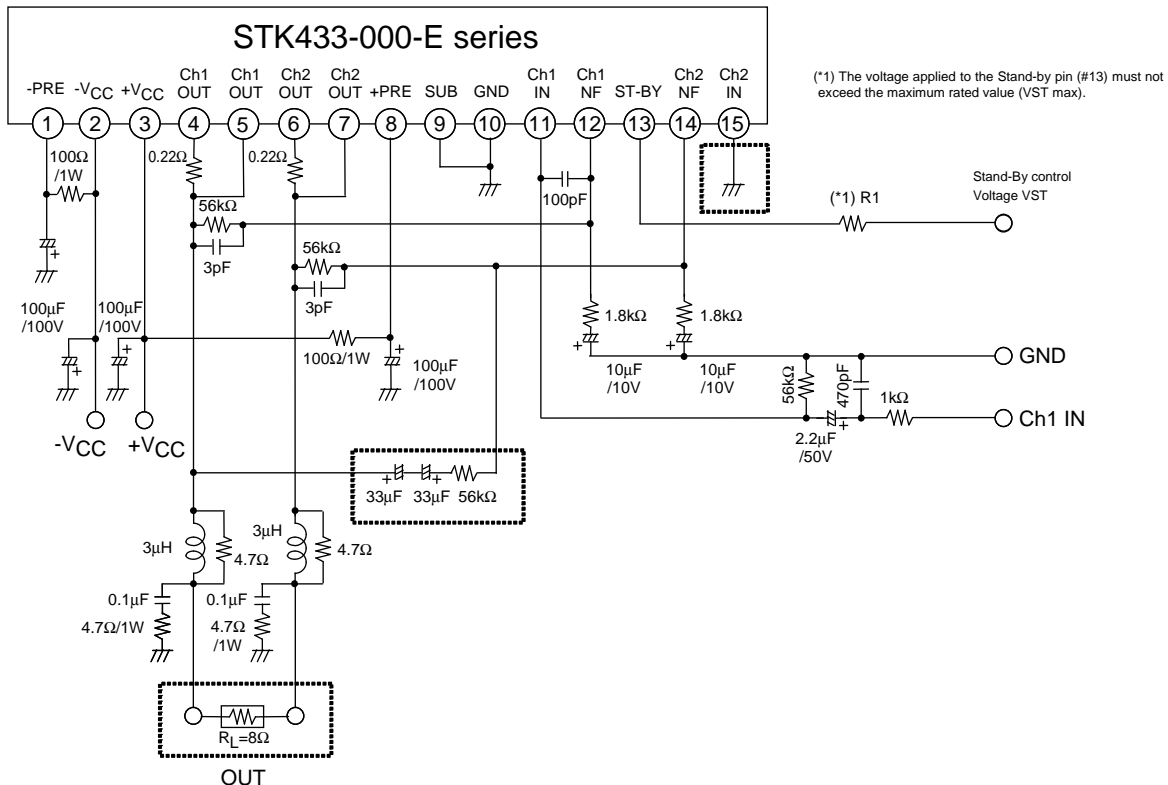 STK433-000-E series
-PRE -VCC +VCC Ch1 OUT Ch1 OUT Ch2 OUT Ch2 OUT +PRE SUB GND Ch1 IN Ch1 NF ST-BY Ch2 NF Ch2 IN
1 2 3 4 5 6 7 8 9 10 11 12 13 14 15
(*1) The voltage applied to the Stand-by pin (#13) must not
exceed the maximum rated value (VST max).
100Ω
/1W
0.22Ω
0.22Ω
100pF
Stand-By control
Voltage VST
(*1) R1
56kΩ
+
3pF
56kΩ
3pF
100µF
/100V
+
100µF
/100V
+
100Ω/1W
+
100µF
/100V
1.8kΩ
+
10µF
/10V
1.8kΩ
+
10µF
/10V
GND
56kΩ
470pF
1kΩ
Ch1 IN
+
2.2µF
/50V
-VCC
+VCC
+
33µF
+
33µF
56kΩ
3µH
4.7Ω
3µH
4.7Ω
0.1µF
4.7Ω/1W
0.1µF
4.7Ω
/1W
RL=8Ω
OUT